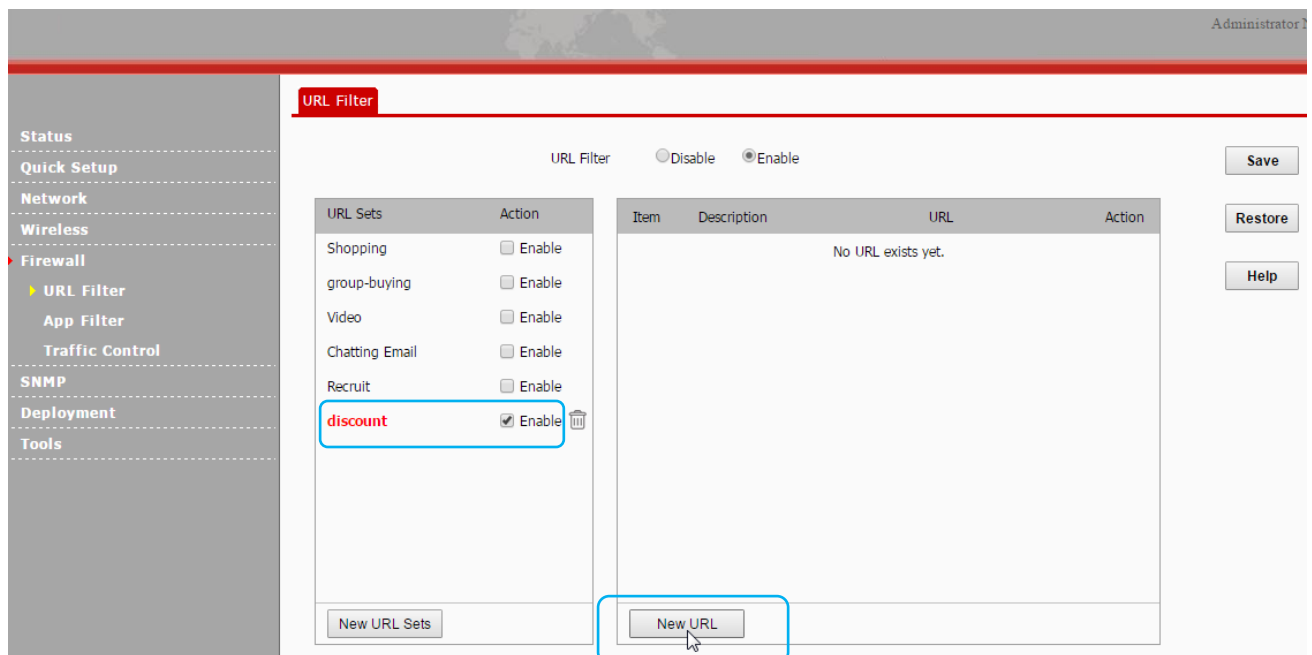 Administrator
URL Filter
Status
Quick Setup
Network
Wireless
Firewall
URL Filter
App Filter
Traffic Control
SNMP
Deployment
Tools
URL Filter Disable Enable
Save
Restore
Help
URL Sets Action
Shopping Enable
group-buying Enable
Video Enable
Chatting Email Enable
Recruit Enable
discount Enable
New URL Sets
Item Description URL Action
No URL exists yet.
New URL